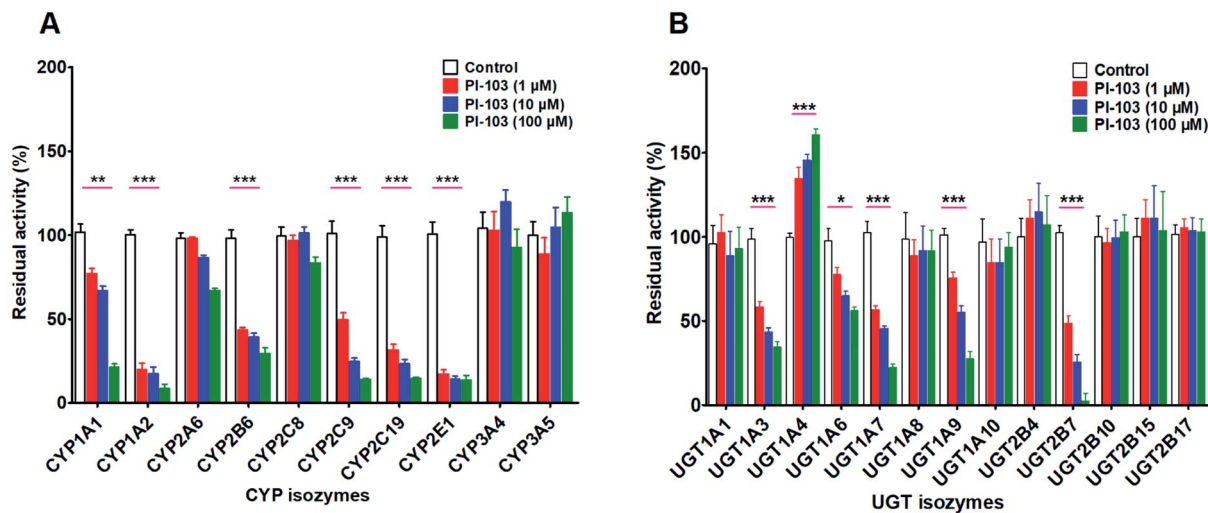 A
Residual activity (%)
200
150
100
50
0
Control
PI-103 (1 µM)
PI-103 (10 µM)
PI-103 (100 µM)
** *** *** *** *** ***
CYP1A1
CYP1A2
CYP2A6
CYP2B6
CYP2C8
CYP2C9
CYP2C19
CYP2E1
CYP3A4
CYP3A5
CYP isozymes
B
Residual activity (%)
200
150
100
50
0
Control
PI-103 (1 µM)
PI-103 (10 µM)
PI-103 (100 µM)
***
*** * *** *** ***
UGT1A1
UGT1A3
UGT1A4
UGT1A6
UGT1A7
UGT1A8
UGT1A9
UGT1A10
UGT2B4
UGT2B7
UGT2B10
UGT2B15
UGT2B17
UGT isozymes